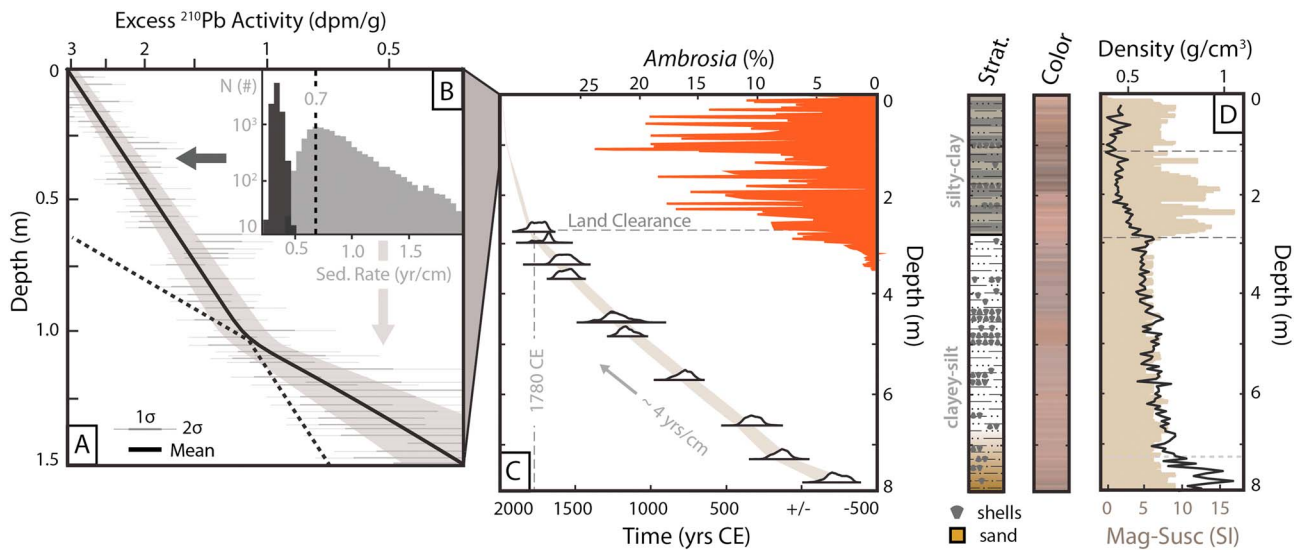 Excess ²¹⁰Pb Activity (dpm/g)
3
2
1
0.5
0
0.5
1.0
1.5
Depth (m)
1σ
2σ
Mean
A
B
N (#)
10³
10²
10
0.7
0.5
1.0
1.5
Sed. Rate (yr/cm)
Ambrosia (%)
25
20
15
10
5
0
0
2
4
6
8
Depth (m)
Land Clearance
1780 CE
~ 4 yrs/cm
C
2000
1500
1000
500
+/-
-500
Time (yrs CE)
Strat.
silty-clay
clayey-silt
shells
sand
Color
Density (g/cm³)
0.5
1
D
0
2
4
6
8
Depth (m)
0
5
10
15
Mag-Susc (SI)